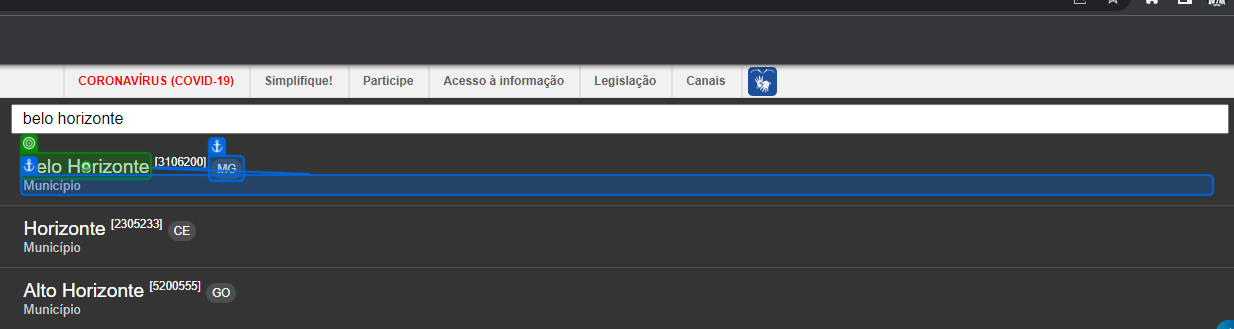 CORONAVÍRUS (COVID-19) Simplifique! Participe Acesso à informação Legislação Canais
belo horizonte
Belo Horizonte [3106200] MG
Município
Horizonte [2305233] CE
Município
Alto Horizonte [5200555] GO
Município